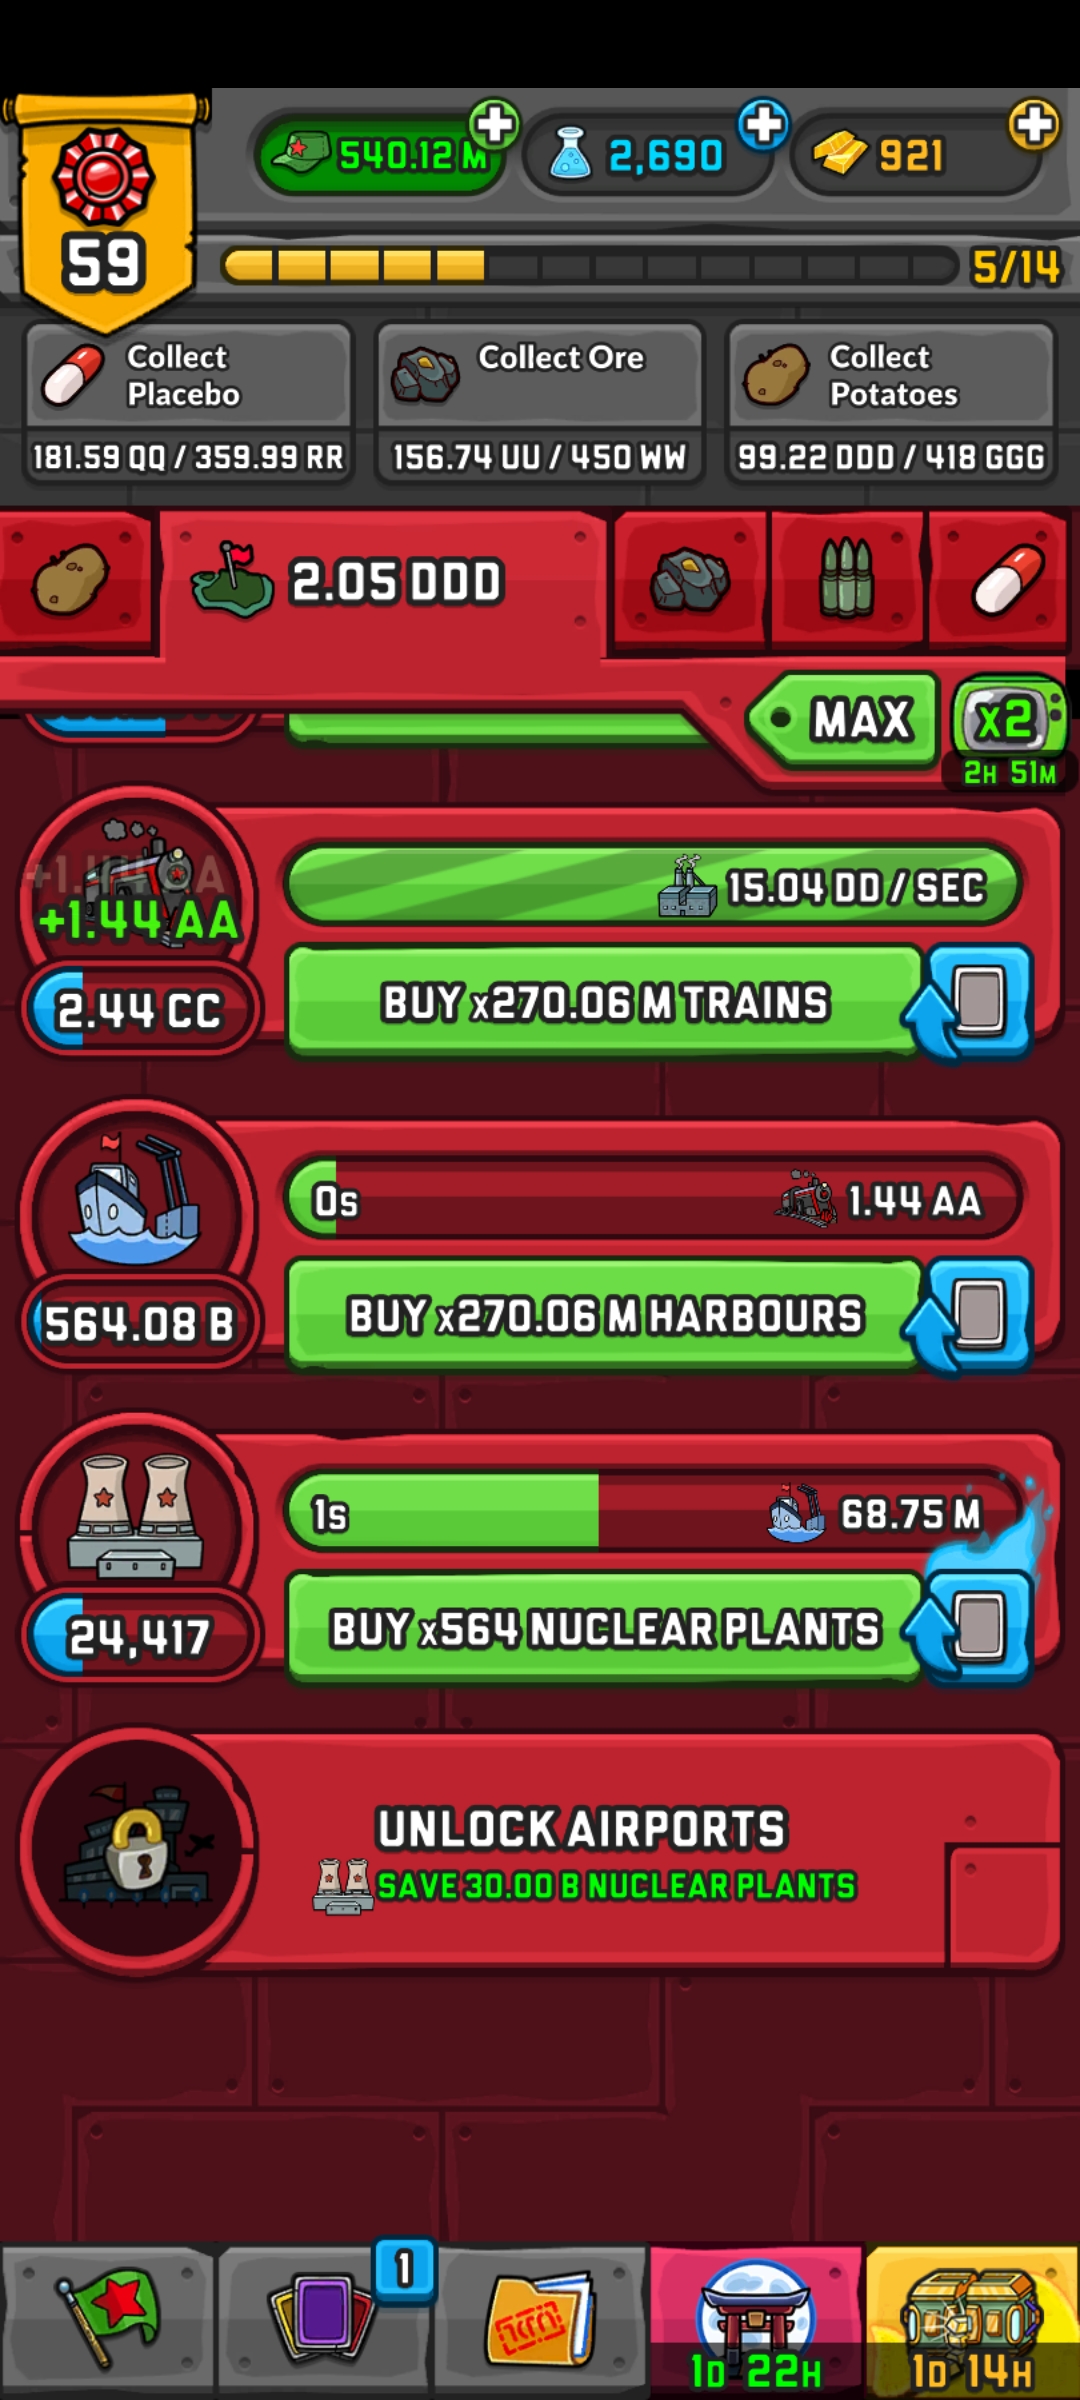 540.12 M
2,690
921
59
5/14
Collect
Placebo
181.59 QQ / 359.99 RR
Collect Ore
156.74 UU / 450 WW
Collect
Potatoes
99.22 DDD / 418 GGG
2.05 DDD
MAX
x2
2H 51M
+1.44 AA
15.04 DD / SEC
2.44 CC
BUY x270.06 M TRAINS
0s
1.44 AA
564.08 B
BUY x270.06 M HARBOURS
1s
68.75 M
24,417
BUY x564 NUCLEAR PLANTS
UNLOCK AIRPORTS
SAVE 30.00 B NUCLEAR PLANTS
1
1D 22H
1D 14H